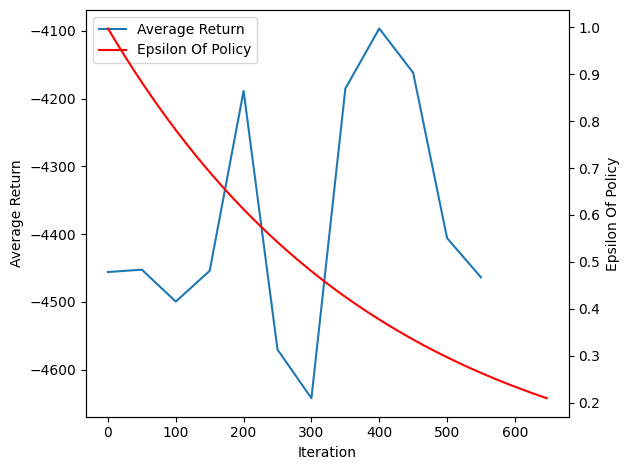 Average Return
Epsilon Of Policy
−4100
−4200
−4300
−4400
−4500
−4600
Average Return
1.0
0.9
0.8
0.7
0.6
0.5
0.4
0.3
0.2
Epsilon Of Policy
0 100 200 300 400 500 600
Iteration